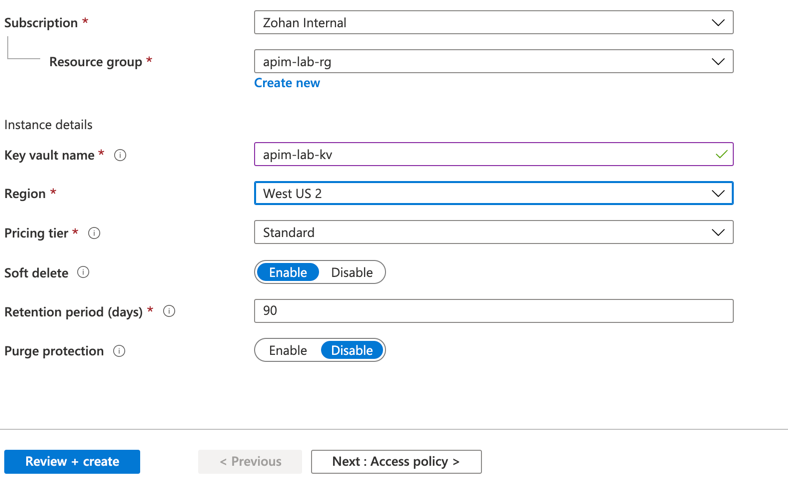 Subscription *
Zohan Internal
Resource group *
apim-lab-rg
Create new
Instance details
Key vault name *
apim-lab-kv
Region *
West US 2
Pricing tier *
Standard
Soft delete
Enable Disable
Retention period (days) *
90
Purge protection
Enable Disable
Review + create
< Previous
Next : Access policy >